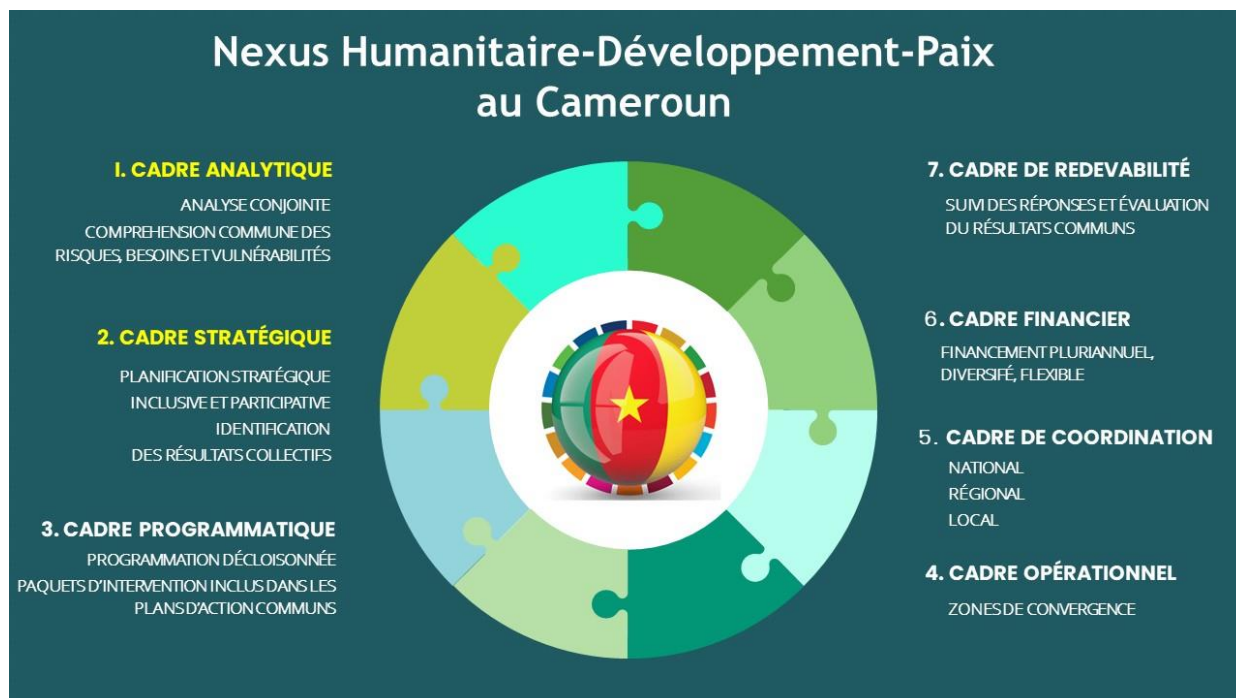 Nexus Humanitaire-Développement-Paix
au Cameroun
I. CADRE ANALYTIQUE
ANALYSE CONJOINTE
COMPREHENSION COMMUNE DES
RISQUES, BESOINS ET VULNÉRABILITÉS
2. CADRE STRATÉGIQUE
PLANIFICATION STRATÉGIQUE
INCLUSIVE ET PARTICIPATIVE
IDENTIFICATION
DES RÉSULTATS COLLECTIFS
3. CADRE PROGRAMMATIQUE
PROGRAMMATION DÉCLOISONNÉE
PAQUETS D'INTERVENTION INCLUS DANS LES
PLANS D'ACTION COMMUNS
7. CADRE DE REDEVABILITÉ
SUIVI DES RÉPONSES ET ÉVALUATION
DU RÉSULTATS COMMUNS
6. CADRE FINANCIER
FINANCEMENT PLURIANNUEL,
DIVERSIFÉ, FLEXIBLE
5. CADRE DE COORDINATION
NATIONAL
RÉGIONAL
LOCAL
4. CADRE OPÉRATIONNEL
ZONES DE CONVERGENCE